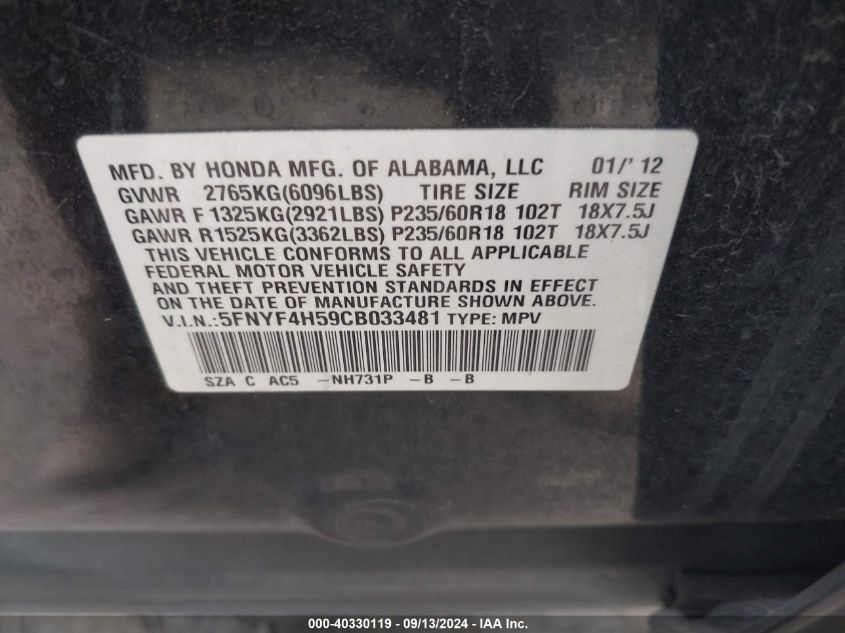 MFD. BY HONDA MFG. OF ALABAMA, LLC 01/'12
GVWR 2765KG(6096LBS) TIRE SIZE RIM SIZE
GAWR F 1325KG(2921LBS) P235/60R18 102T 18X7.5J
GAWR R1525KG(3362LBS) P235/60R18 102T 18X7.5J
THIS VEHICLE CONFORMS TO ALL APPLICABLE
FEDERAL MOTOR VEHICLE SAFETY
AND THEFT PREVENTION STANDARDS IN EFFECT
ON THE DATE OF MANUFACTURE SHOWN ABOVE.
V.I.N.:5FNYF4H59CB033481 TYPE: MPV
SZA C AC5 -NH731P -B -B
000-40330119 - 09/13/2024 - IAA Inc.